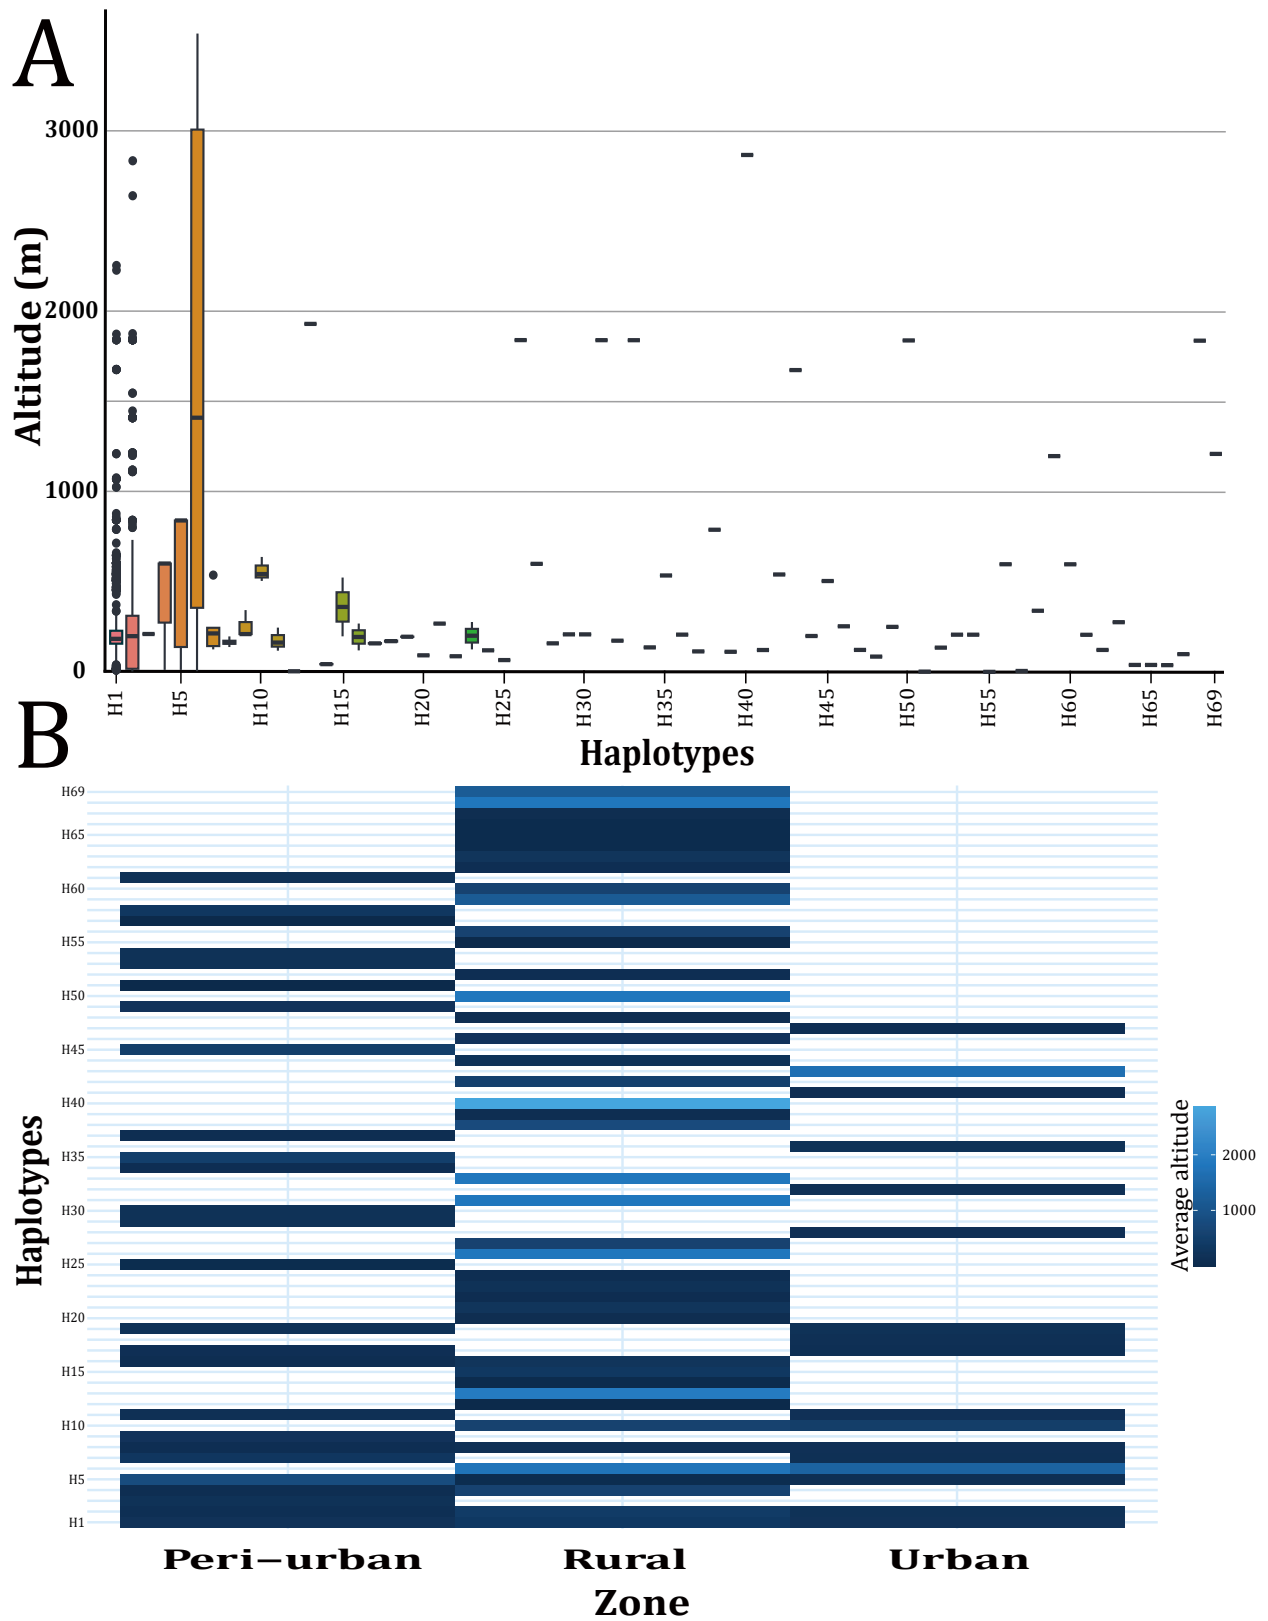 A
3000
2000
1000
0
Altitude (m)
H1
H5
H10
H15
H20
H25
H30
H35
H40
H45
H50
H55
H60
H65
H69
Haplotypes
B
H69
H65
H60
H55
H50
H45
H40
H35
H30
H25
H20
H15
H10
H5
H1
Haplotypes
Average altitude
2000
1000
Peri−urban Rural Urban
Zone